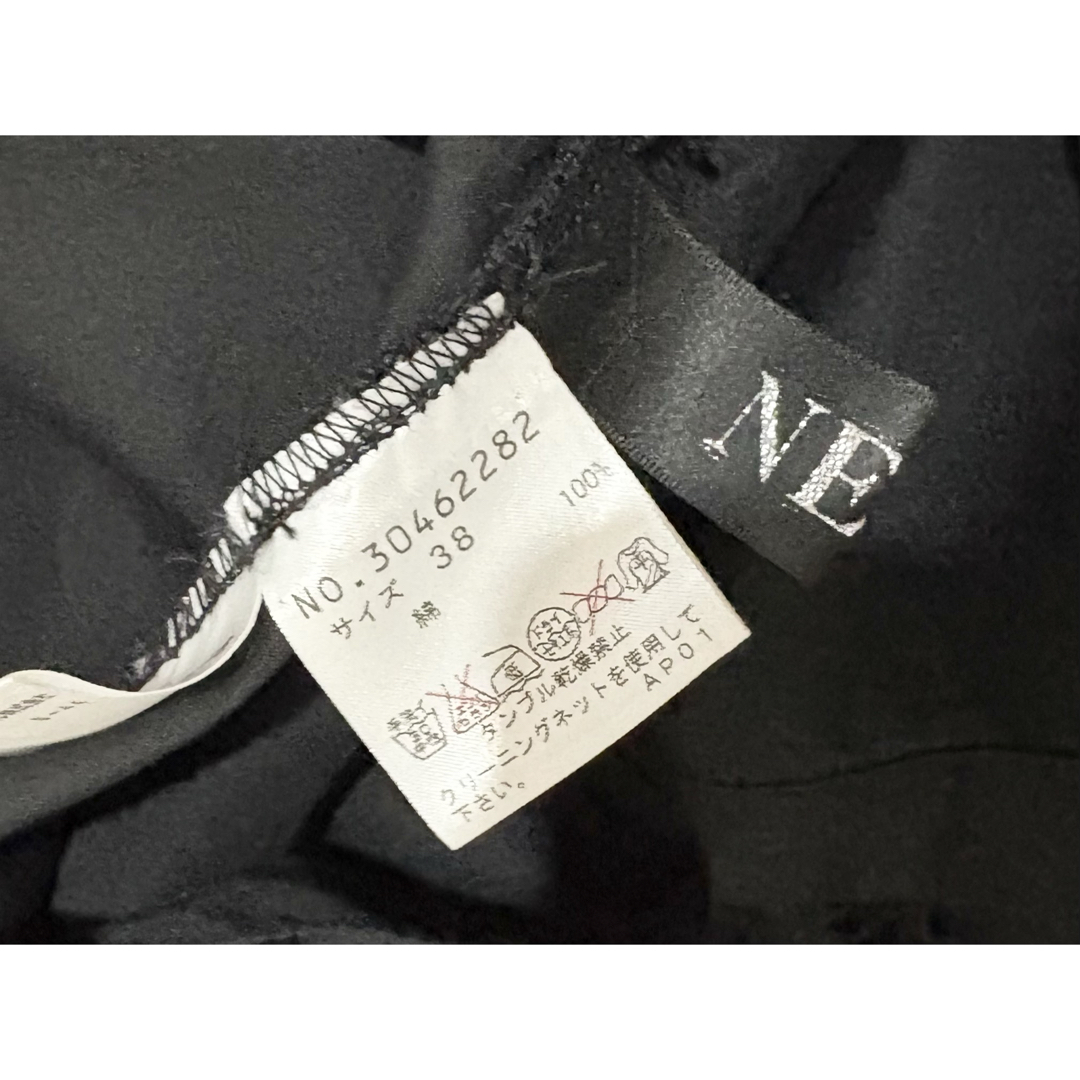 NO.30462282
サイズ 38
綿 100%
タンブル乾燥禁止
クリーニングネットを使用して
下さい。
AP01
NE